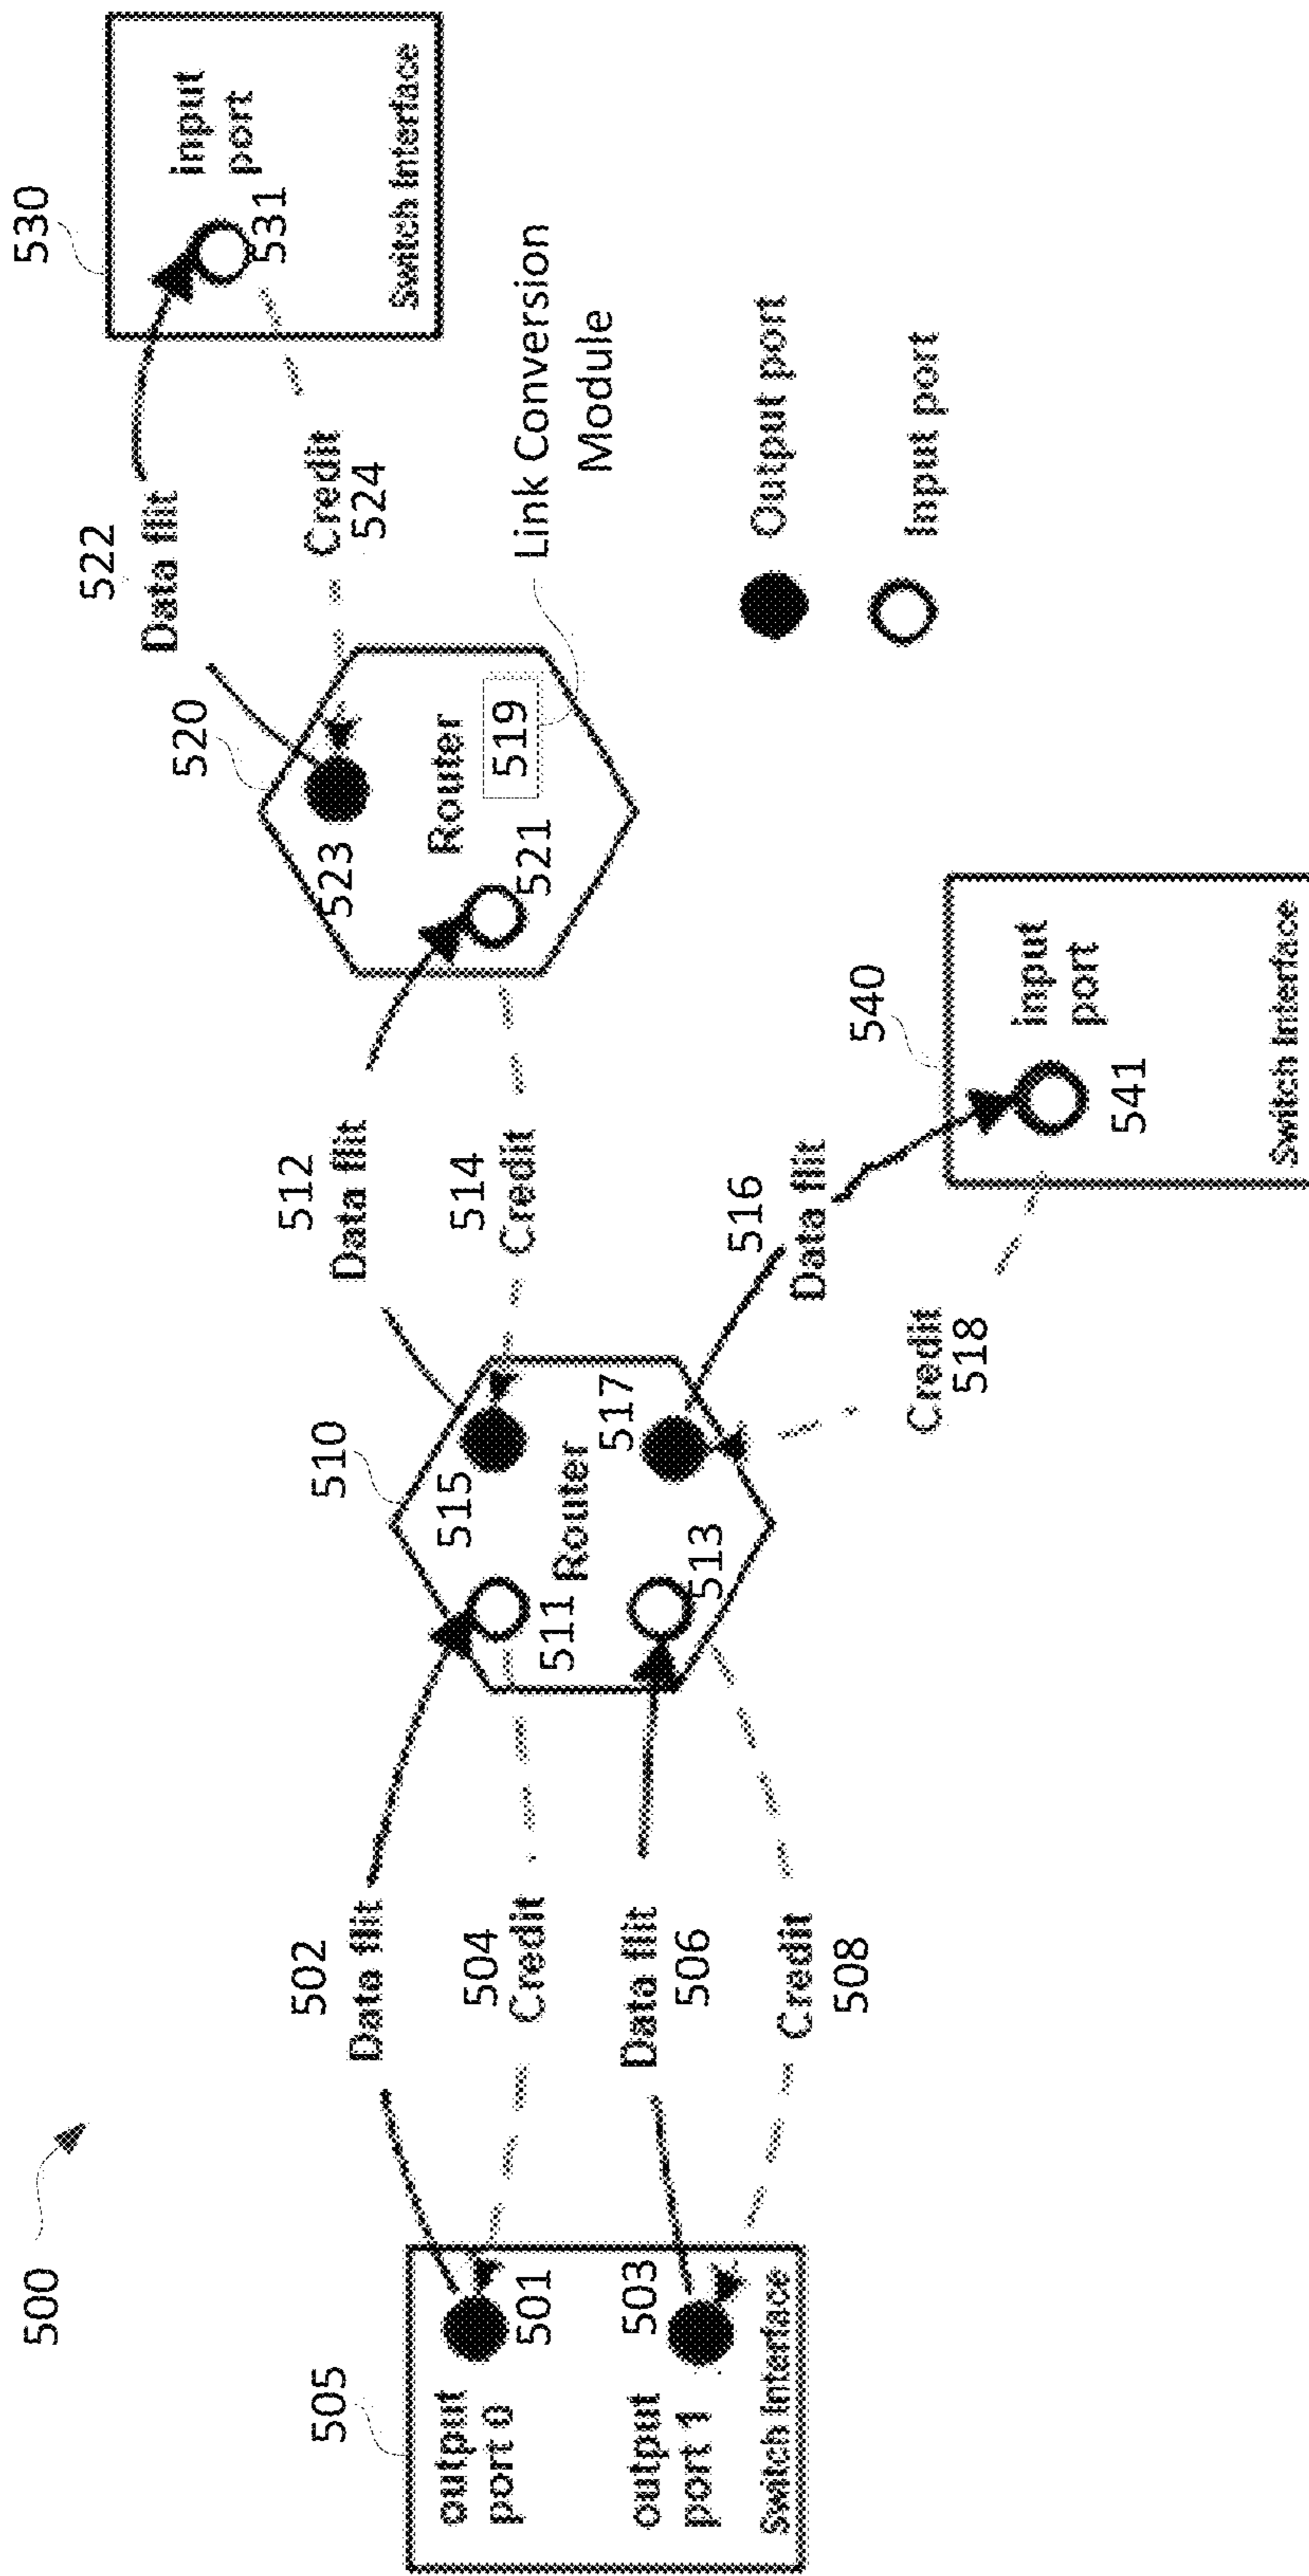 500
505
output
port 0
501
output
port 1
503
Switch Interface
502
Data flit
504
Credit
Data flit
506
Credit
508
510
511
515
Router
513
517
512
Data flit
514
Credit
516
Data flit
Credit
518
520
523
Router
521
519
Link Conversion
Module
522
Data flit
Credit
524
530
531
input
port
Switch Interface
540
541
input
port
Switch Interface
Output port
Input port